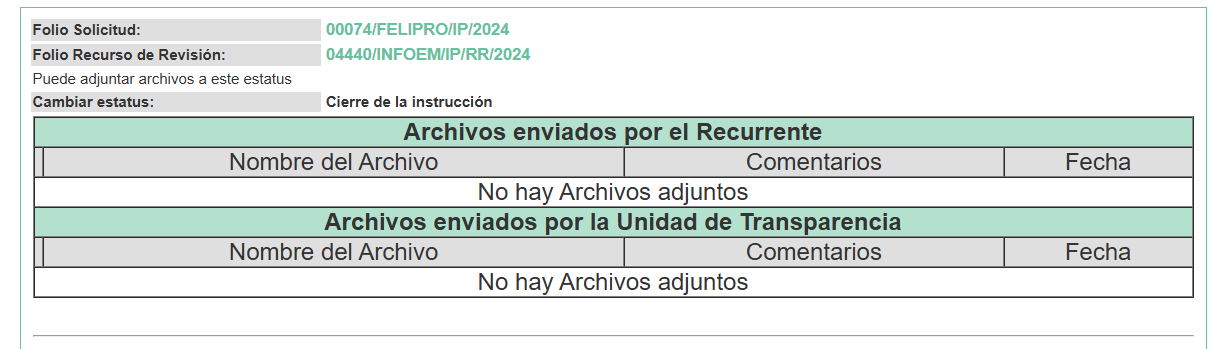 Folio Solicitud: 00074/FELIPRO/IP/2024
Folio Recurso de Revisión: 04440/INFOEM/IP/RR/2024
Puede adjuntar archivos a este estatus
Cambiar estatus: Cierre de la instrucción
Archivos enviados por el Recurrente
Nombre del Archivo Comentarios Fecha
No hay Archivos adjuntos
Archivos enviados por la Unidad de Transparencia
Nombre del Archivo Comentarios Fecha
No hay Archivos adjuntos